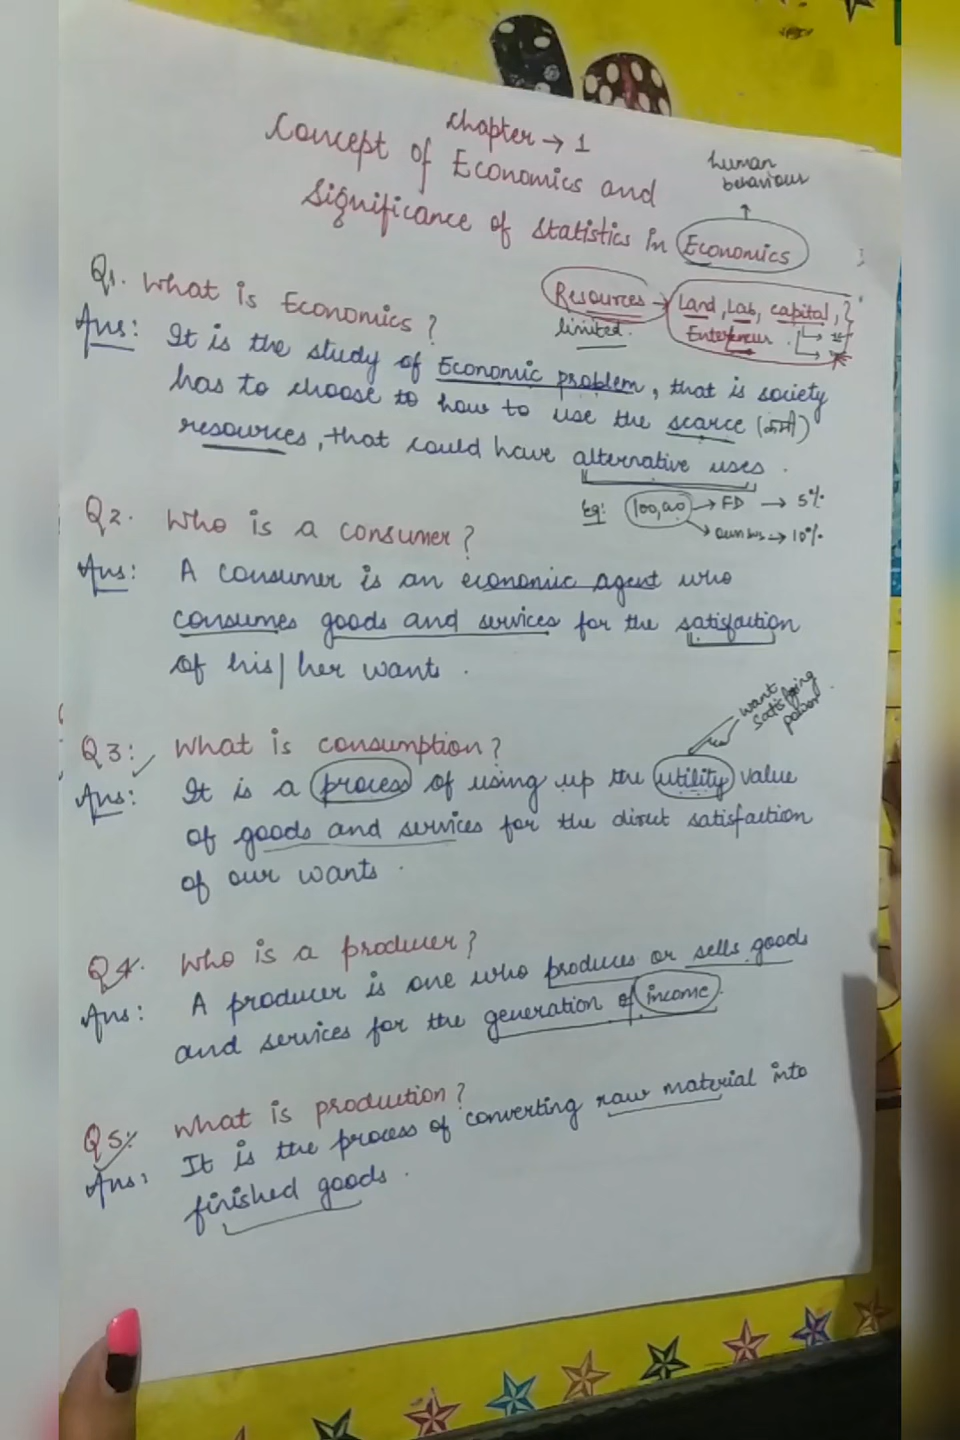 Chapter → 1
Concept of Economics and
Significance of Statistics in Economics
human
behaviour
Q1. What is Economics?
Resources → Land, Lab, capital,
limited. Enterpreneur.
Ans: It is the study of Economic problem, that is society
has to choose to how to use the scarce (कमी)
resources, that could have alternative uses.
Eg: 100,00 → FD → 5%
→ own bus → 10%
Q2. Who is a consumer?
Ans: A consumer is an economic agent who
consumes goods and services for the satisfaction
of his/her want.
want
satisfying
power
Q3: What is consumption?
Ans: It is a process of using up the utility value
of goods and services for the direct satisfaction
of our wants.
Q4. Who is a producer?
Ans: A producer is one who produces or sells goods
and services for the generation of income.
Q5: What is production?
Ans: It is the process of converting raw material into
finished goods.